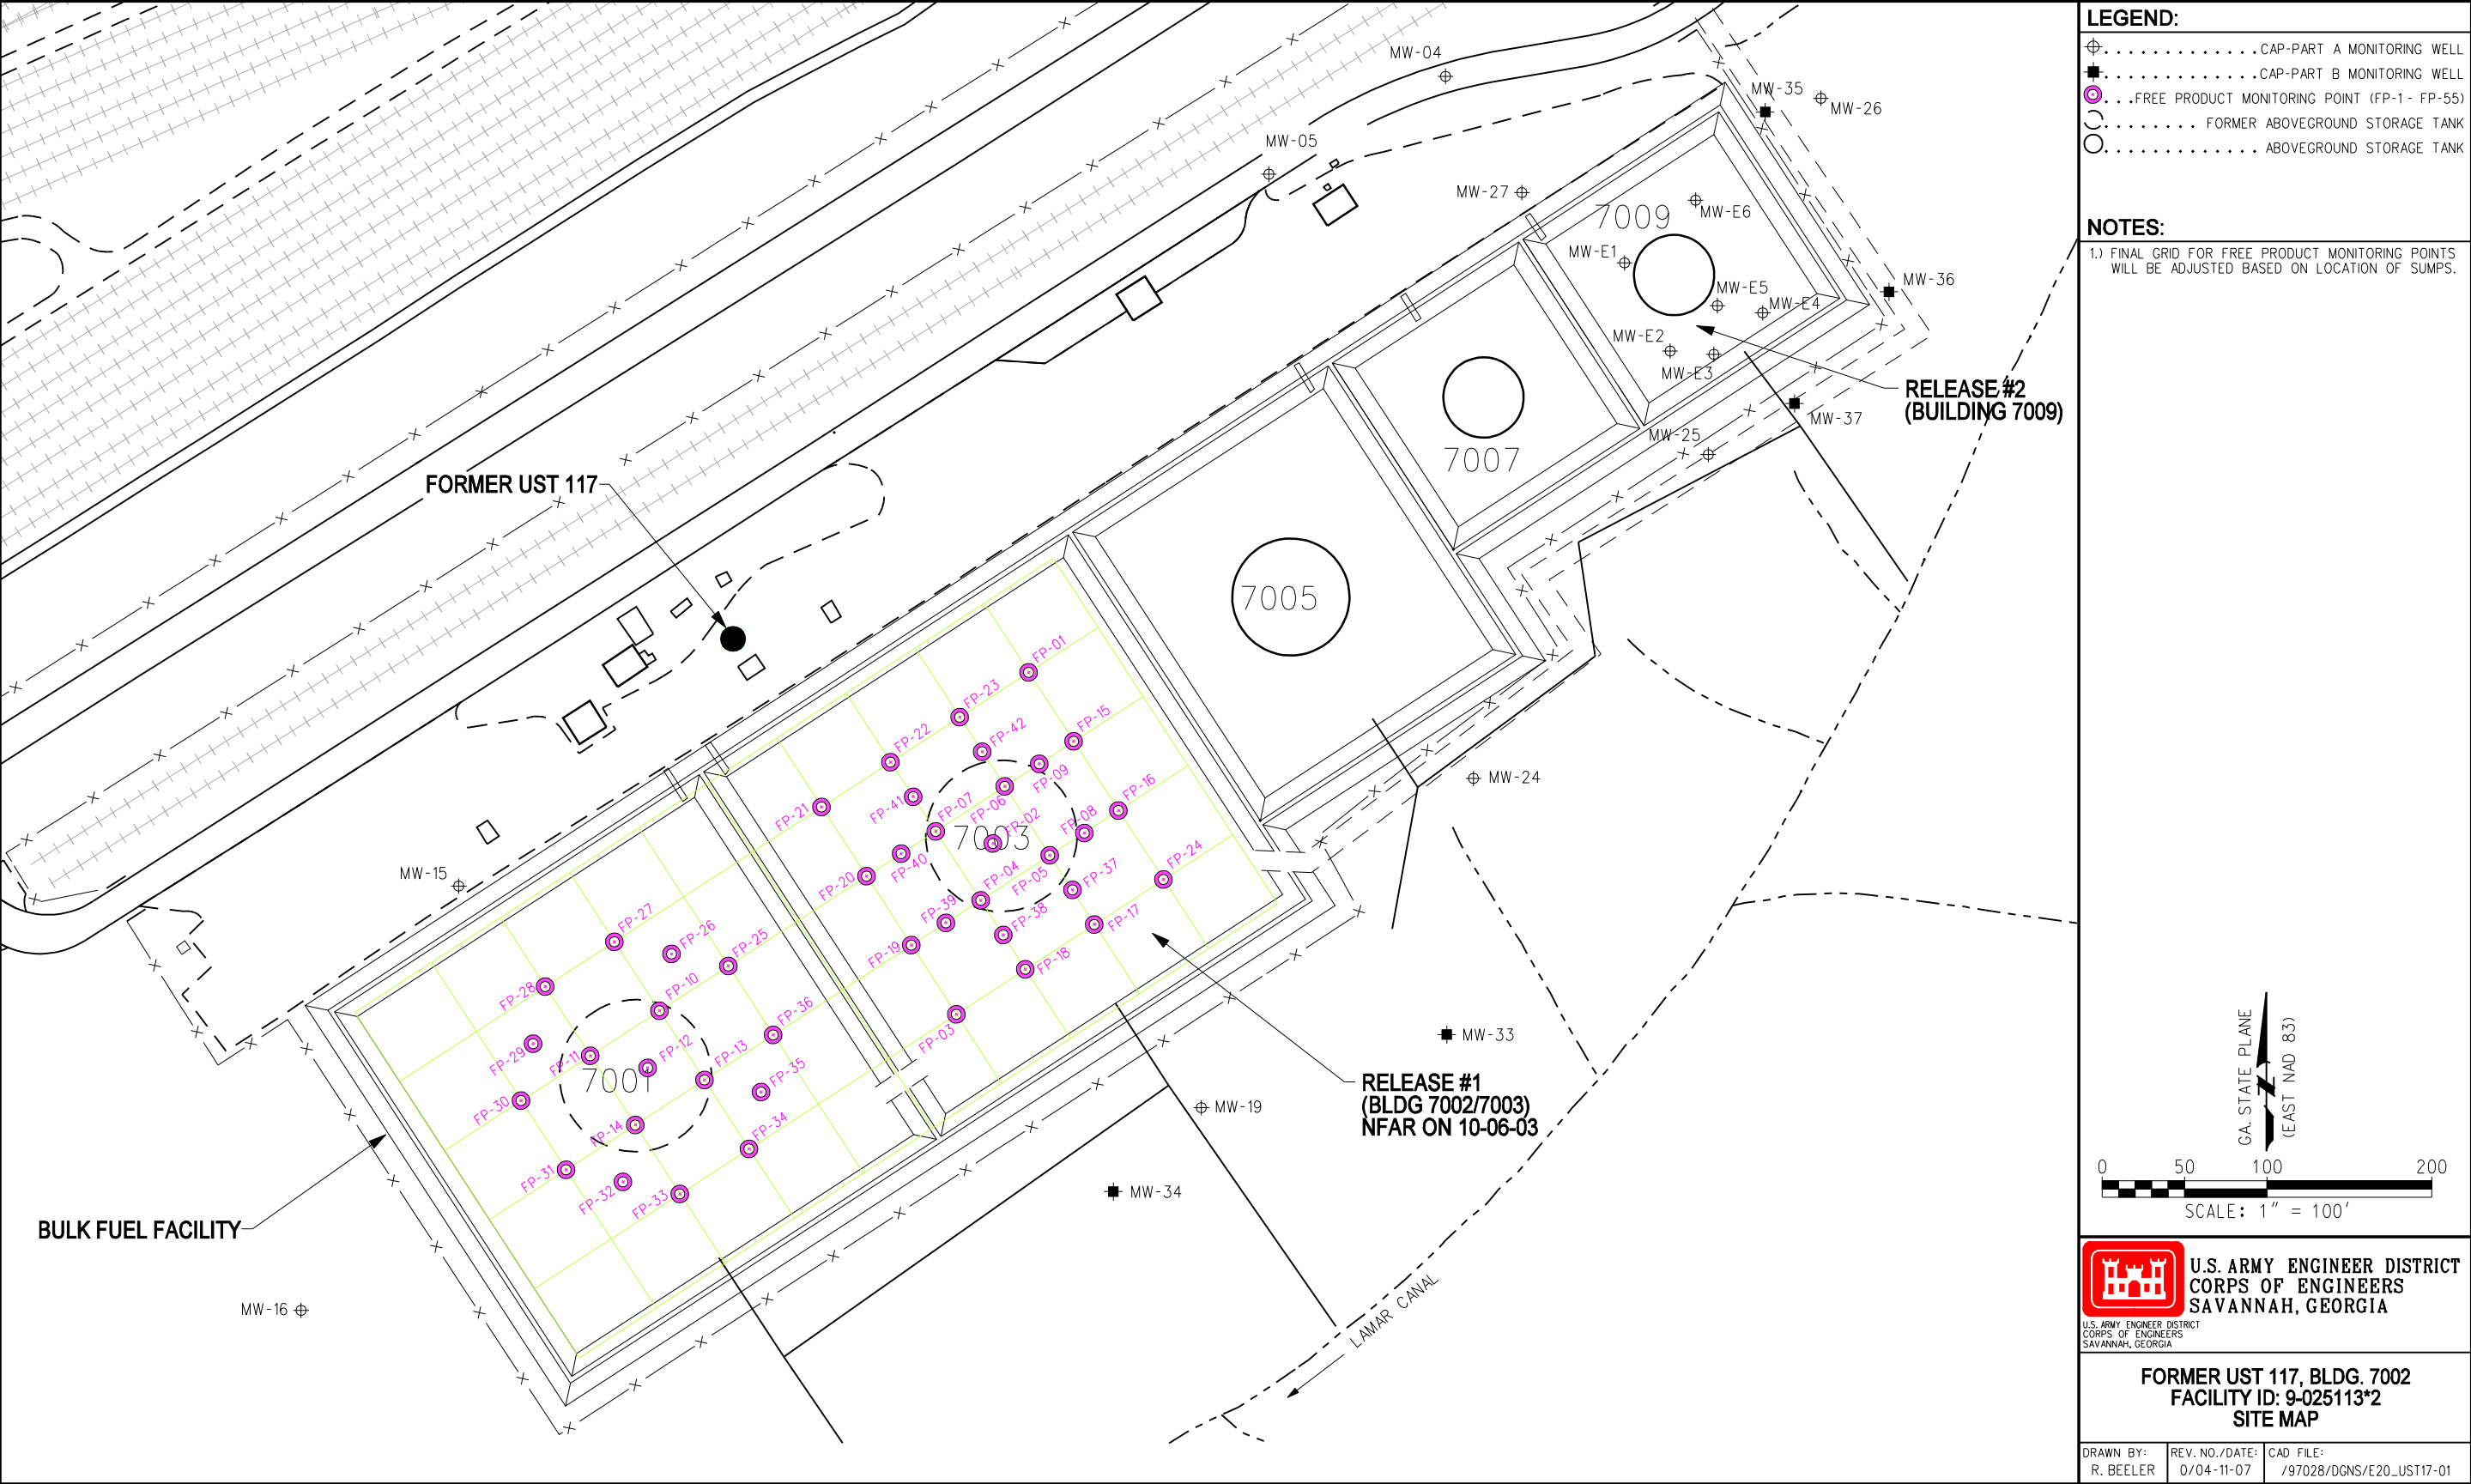 MW-04
MW-05
MW-35
MW-26
MW-27
7009
MW-E6
MW-E1
MW-36
MW-E5
MW-E4
MW-E2
MW-E3
RELEASE #2
(BUILDING 7009)
MW-37
MW-25
7007
FORMER UST 117
7005
FP-01
FP-23
FP-15
FP-22
FP-42
FP-09
FP-16
FP-21
FP-41
FP-07
FP-06
FP-02
FP-08
7003
MW-24
FP-20
FP-40
FP-04
FP-05
FP-37
FP-24
MW-15
FP-39
FP-38
FP-17
FP-19
FP-18
FP-03
FP-27
FP-26
FP-25
FP-28
FP-10
FP-36
FP-29
FP-11
FP-12
FP-13
FP-35
7001
FP-30
FP-14
FP-34
FP-31
FP-32
FP-33
MW-33
MW-19
MW-34
RELEASE #1
(BLDG 7002/7003)
NFAR ON 10-06-03
BULK FUEL FACILITY
MW-16
LAMAR CANAL
LEGEND:
CAP-PART A MONITORING WELL
CAP-PART B MONITORING WELL
FREE PRODUCT MONITORING POINT (FP-1 - FP-55)
FORMER ABOVEGROUND STORAGE TANK
ABOVEGROUND STORAGE TANK
NOTES:
1.) FINAL GRID FOR FREE PRODUCT MONITORING POINTS
WILL BE ADJUSTED BASED ON LOCATION OF SUMPS.
GA. STATE PLANE
(EAST NAD 83)
0 50 100 200
SCALE: 1" = 100'
U.S. ARMY ENGINEER DISTRICT
CORPS OF ENGINEERS
SAVANNAH, GEORGIA
U.S. ARMY ENGINEER DISTRICT
CORPS OF ENGINEERS
SAVANNAH, GEORGIA
FORMER UST 117, BLDG. 7002
FACILITY ID: 9-025113*2
SITE MAP
DRAWN BY:
R. BEELER
REV. NO./DATE:
0/04-11-07
CAD FILE:
/97028/DGNS/E20_UST17-01